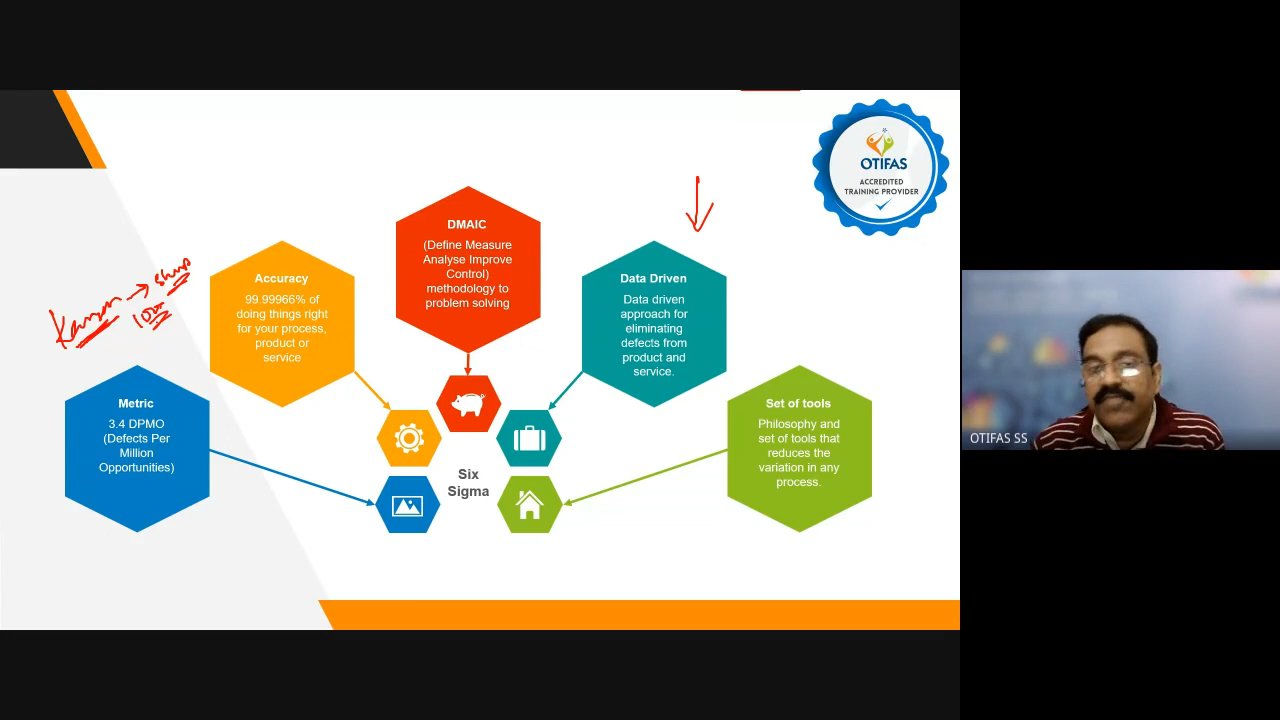 OTIFAS
ACCREDITED
TRAINING PROVIDER
DMAIC
(Define Measure
Analyse Improve
Control)
methodology to
problem solving
Accuracy
99.99966% of
doing things right
for your process,
product or
service
Data Driven
Data driven
approach for
eliminating
defects from
product and
service.
Metric
3.4 DPMO
(Defects Per
Million
Opportunities)
Set of tools
Philosophy and
set of tools that
reduces the
variation in any
process.
Six
Sigma
OTIFAS SS